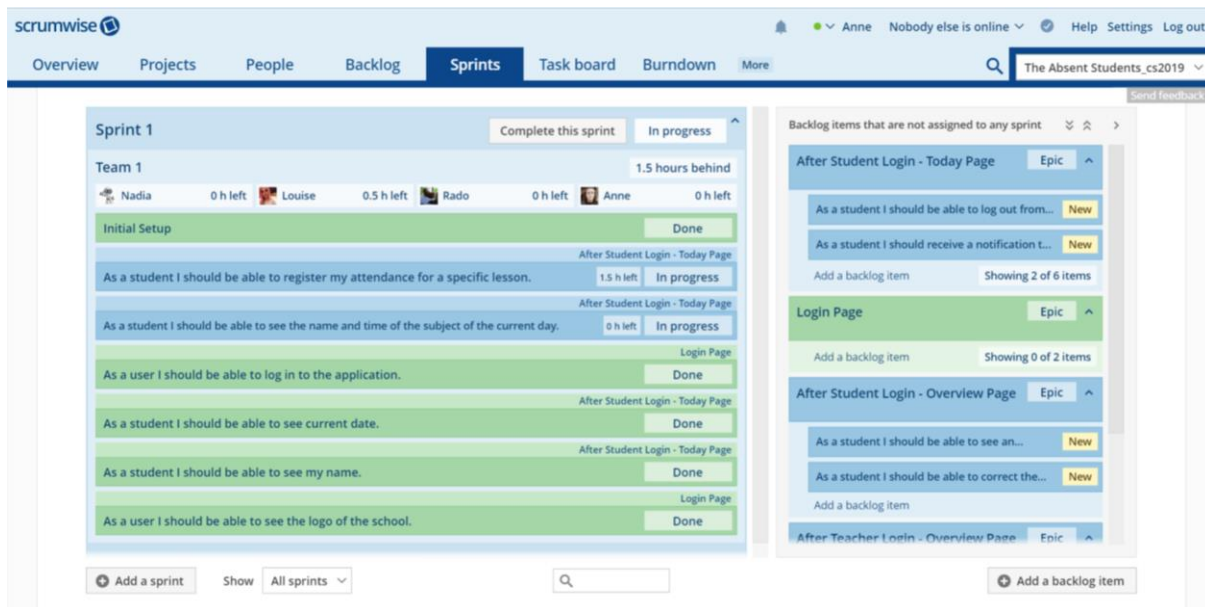 scrumwise
Anne Nobody else is online Help Settings Log out
Overview Projects People Backlog Sprints Task board Burndown More
The Absent Students_cs2019
Send feedback
Sprint 1 Complete this sprint In progress
Team 1 1.5 hours behind
Nadia 0 h left Louise 0.5 h left Rado 0 h left Anne 0 h left
Initial Setup Done
After Student Login - Today Page
As a student I should be able to register my attendance for a specific lesson. 1.5 h left In progress
After Student Login - Today Page
As a student I should be able to see the name and time of the subject of the current day. 0 h left In progress
Login Page
As a user I should be able to log in to the application. Done
After Student Login - Today Page
As a student I should be able to see current date. Done
After Student Login - Today Page
As a student I should be able to see my name. Done
Login Page
As a user I should be able to see the logo of the school. Done
Add a sprint Show All sprints
Backlog items that are not assigned to any sprint
After Student Login - Today Page Epic
As a student I should be able to log out from... New
As a student I should receive a notification t... New
Add a backlog item Showing 2 of 6 items
Login Page Epic
Add a backlog item Showing 0 of 2 items
After Student Login - Overview Page Epic
As a student I should be able to see an... New
As a student I should be able to correct the... New
Add a backlog item
After Teacher Login - Overview Page Epic
Add a backlog item